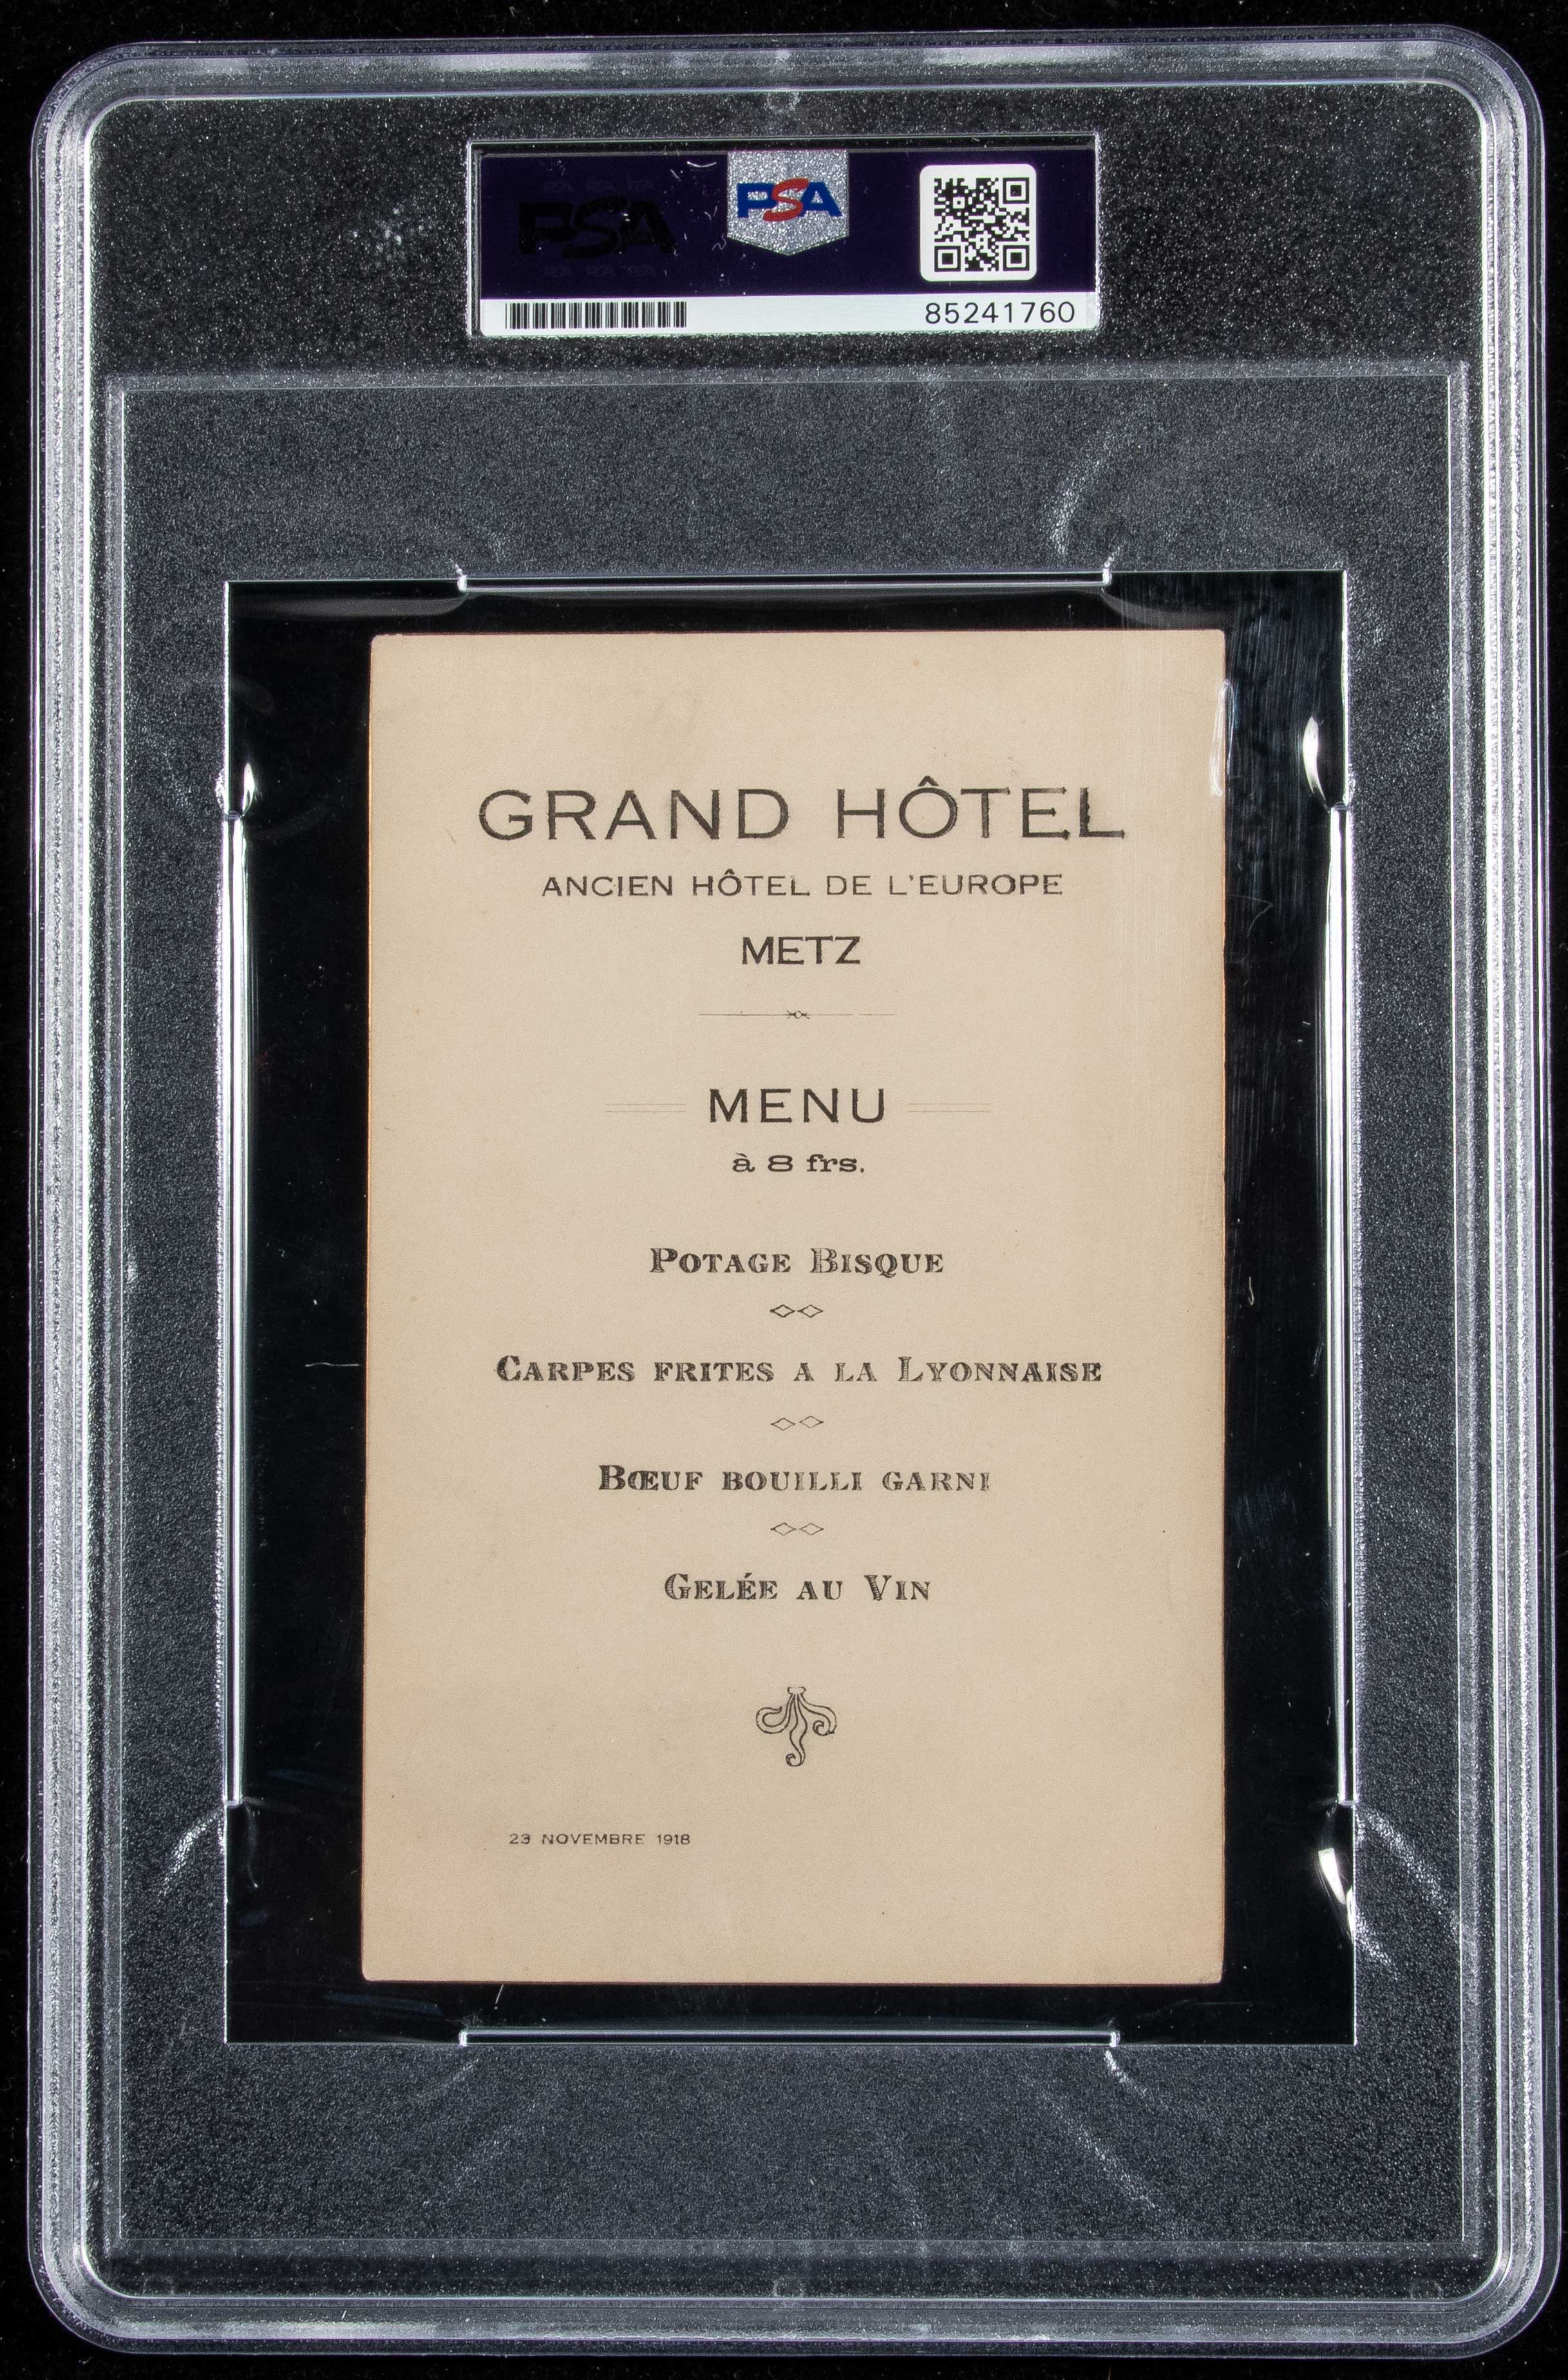 PSA
PSA
85241760
GRAND HÔTEL
ANCIEN HÔTEL DE L'EUROPE
METZ
MENU
à 8 frs.
POTAGE BISQUE
CARPES FRITES A LA LYONNAISE
BŒUF BOUILLI GARNI
GELÉE AU VIN
23 NOVEMBRE 1918